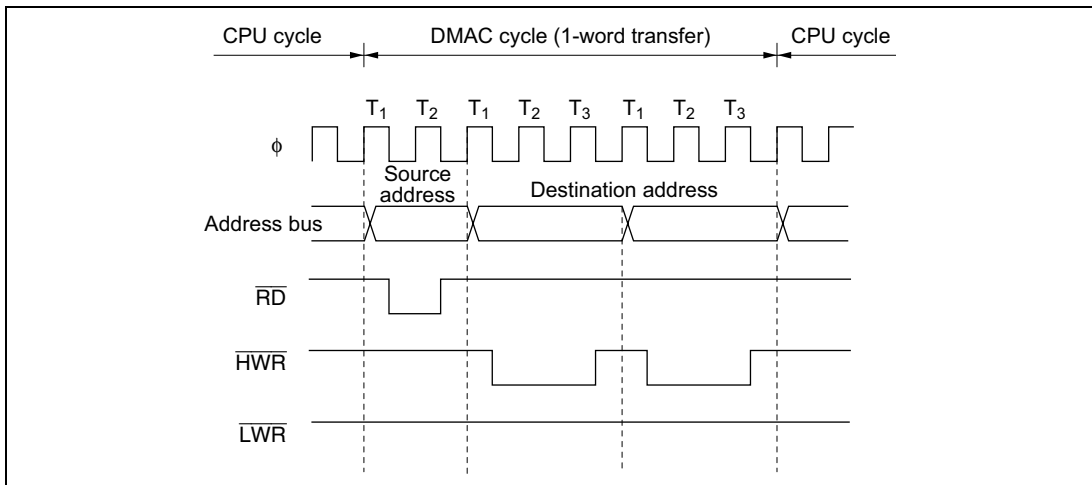 CPU cycle DMAC cycle (1-word transfer) CPU cycle
T1 T2 T1 T2 T3 T1 T2 T3
ϕ
Source
address
Destination address
Address bus
RD
HWR
LWR